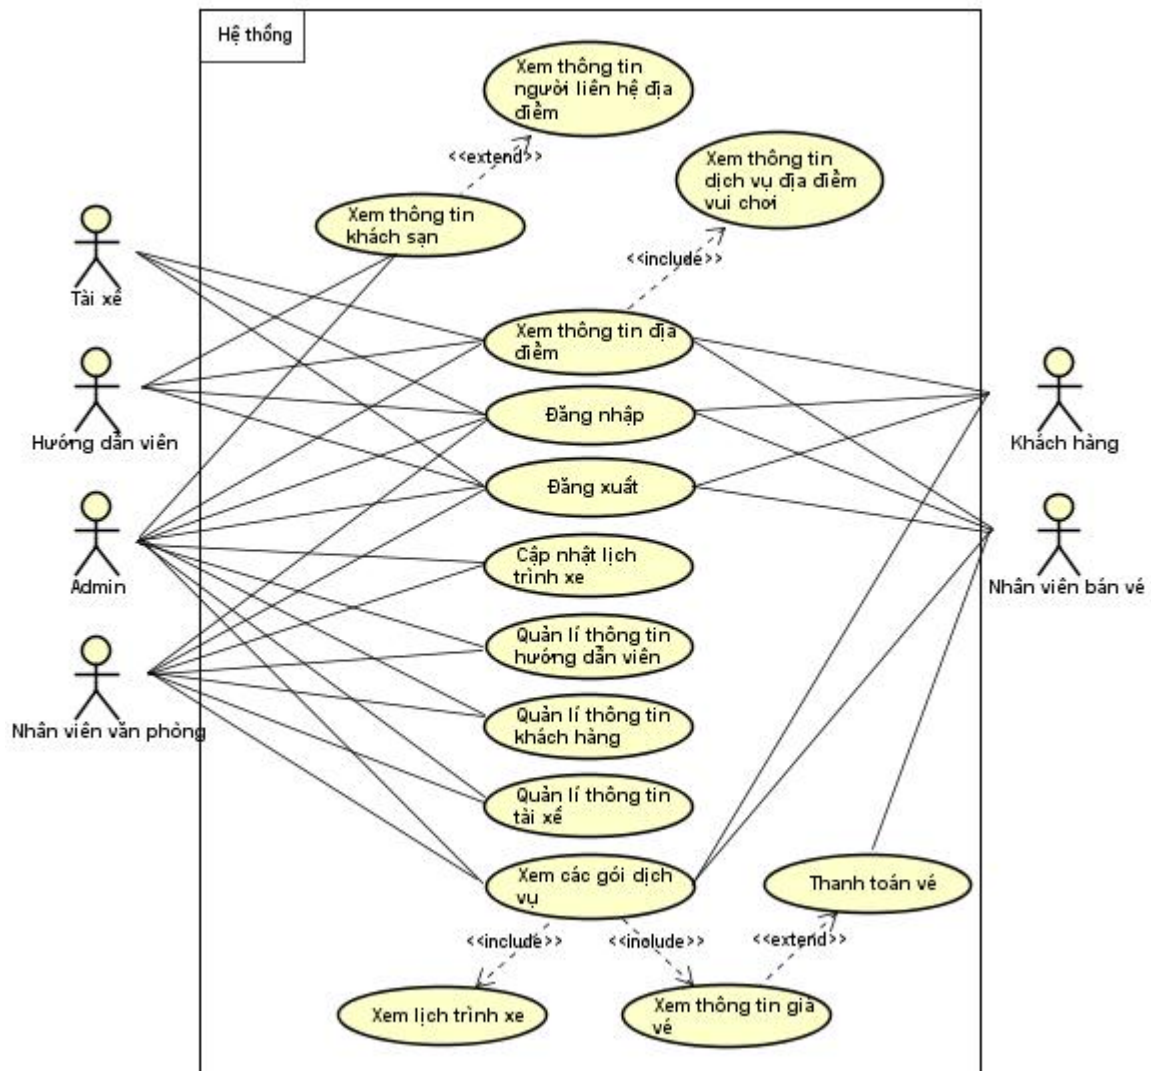 Hệ thống
Xem thông tin
người liên hệ địa
điểm
<<extend>>
Xem thông tin
dịch vụ địa điểm
vui chơi
Xem thông tin
khách sạn
<<include>>
Tài xế
Xem thông tin địa
điểm
Hướng dẫn viên
Đăng nhập
Khách hàng
Đăng xuất
Admin
Cập nhật lịch
trình xe
Nhân viên bán vé
Quản lí thông tin
hướng dẫn viên
Nhân viên văn phòng
Quản lí thông tin
khách hàng
Quản lí thông tin
tài xế
Xem các gói dịch
vụ
Thanh toán vé
<<include>>
<<include>>
<<extend>>
Xem lịch trình xe
Xem thông tin giá
vé